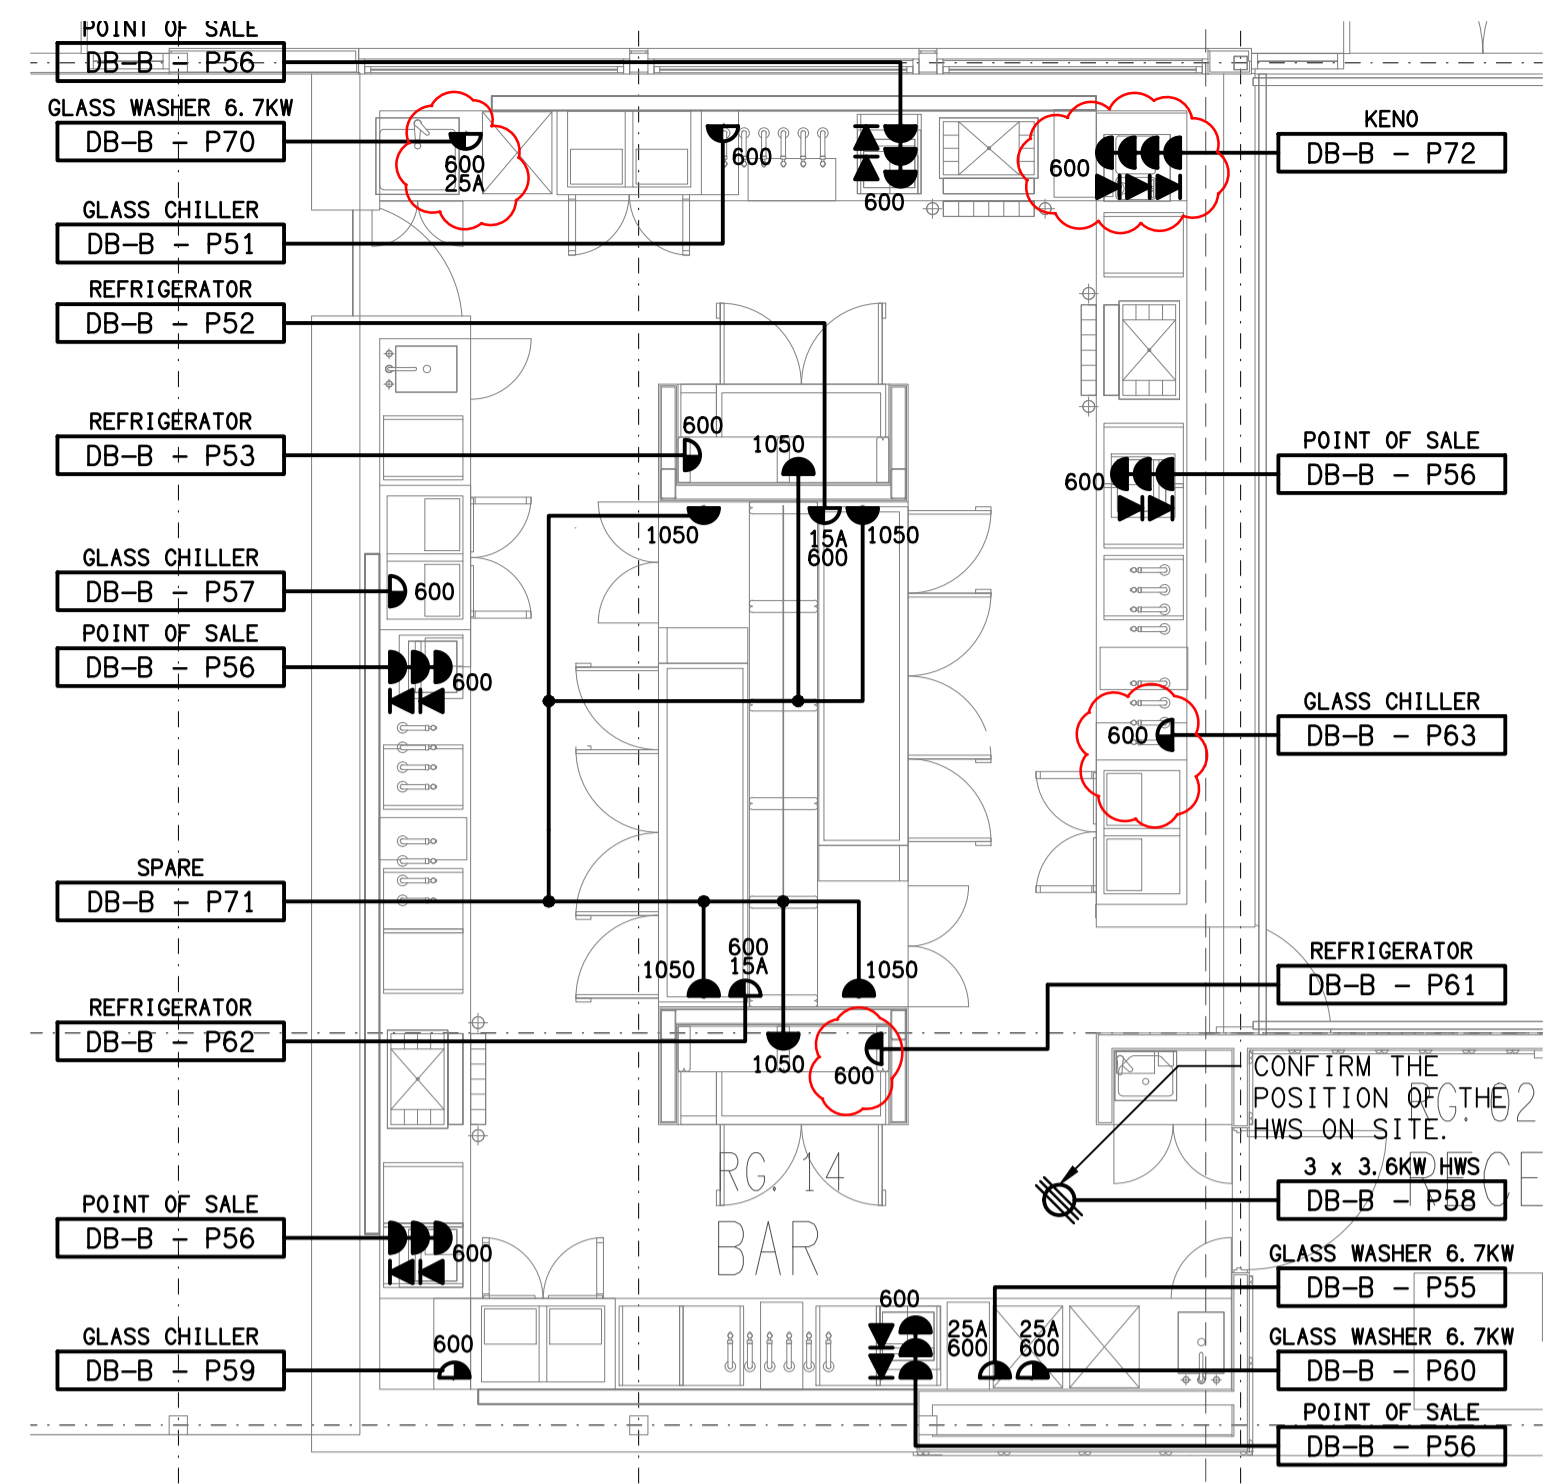 POINT OF SALE
DB-B - P56
GLASS WASHER 6.7KW
DB-B - P70
600
25A
600
600
600
KENO
DB-B - P72
GLASS CHILLER
DB-B - P51
REFRIGERATOR
DB-B - P52
REFRIGERATOR
DB-B - P53
600
1050
1050
15A
600
1050
600
POINT OF SALE
DB-B - P56
GLASS CHILLER
DB-B - P57
600
POINT OF SALE
DB-B - P56
600
600
GLASS CHILLER
DB-B - P63
SPARE
DB-B - P71
600
15A
1050
1050
REFRIGERATOR
DB-B - P61
REFRIGERATOR
DB-B - P62
1050
600
CONFIRM THE
POSITION OF THE
HWS ON SITE.
RG.02
RECE
RG.14
BAR
3 x 3.6KW HWS
DB-B - P58
POINT OF SALE
DB-B - P56
600
GLASS WASHER 6.7KW
DB-B - P55
GLASS CHILLER
DB-B - P59
600
600
25A
600
25A
600
GLASS WASHER 6.7KW
DB-B - P60
POINT OF SALE
DB-B - P56